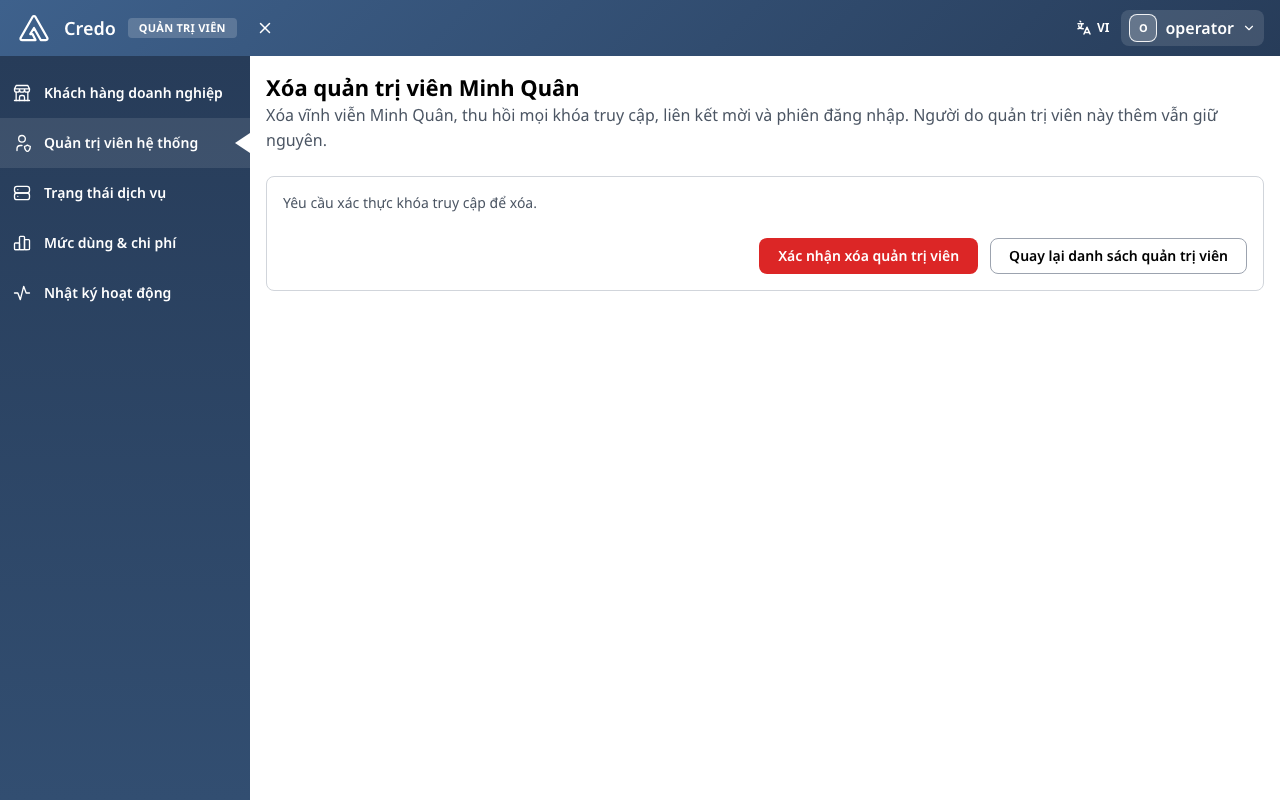 Credo
QUẢN TRỊ VIÊN
VI
O
operator
Khách hàng doanh nghiệp
Quản trị viên hệ thống
Trạng thái dịch vụ
Mức dùng & chi phí
Nhật ký hoạt động
Xóa quản trị viên Minh Quân
Xóa vĩnh viễn Minh Quân, thu hồi mọi khóa truy cập, liên kết mời và phiên đăng nhập. Người do quản trị viên này thêm vẫn giữ
nguyên.
Yêu cầu xác thực khóa truy cập để xóa.
Xác nhận xóa quản trị viên
Quay lại danh sách quản trị viên